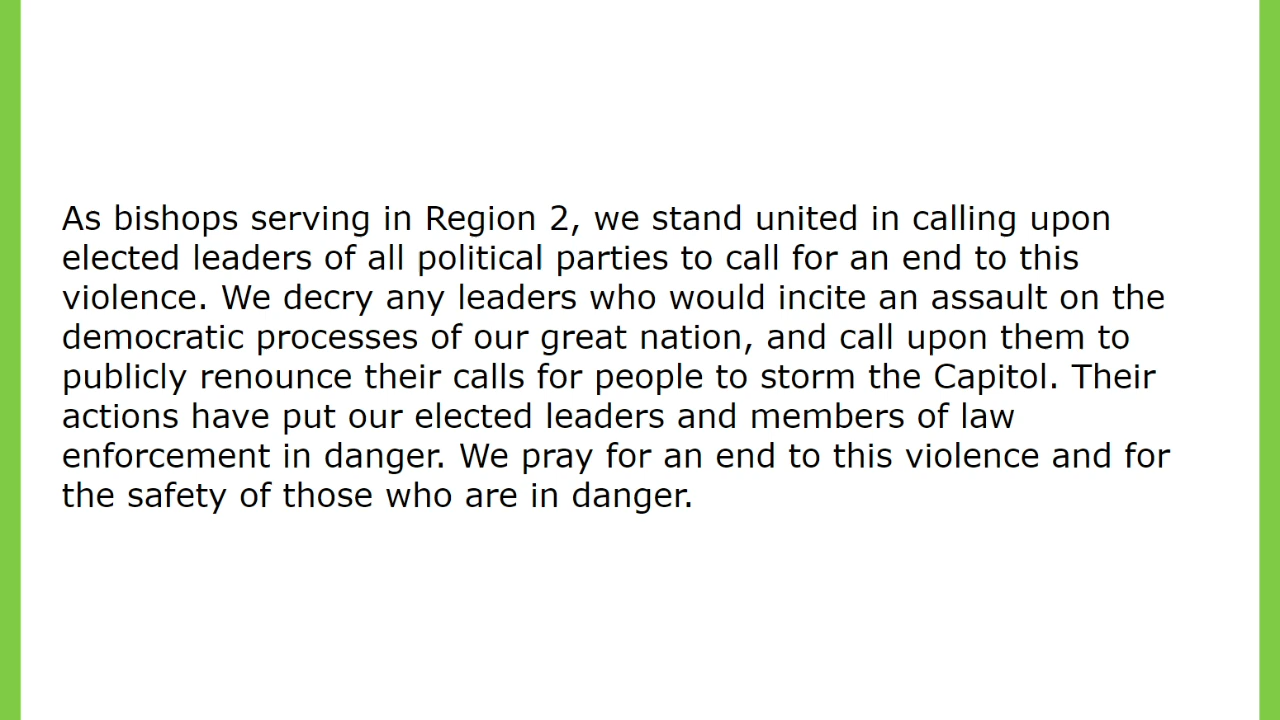 As bishops serving in Region 2, we stand united in calling upon
elected leaders of all political parties to call for an end to this
violence. We decry any leaders who would incite an assault on the
democratic processes of our great nation, and call upon them to
publicly renounce their calls for people to storm the Capitol. Their
actions have put our elected leaders and members of law
enforcement in danger. We pray for an end to this violence and for
the safety of those who are in danger.